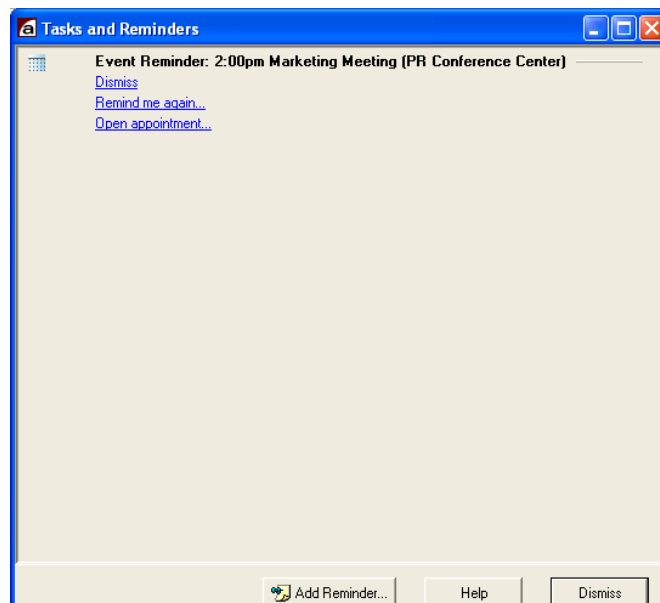 Tasks and Reminders
Event Reminder: 2:00pm Marketing Meeting (PR Conference Center)
Dismiss
Remind me again...
Open appointment...
Add Reminder... Help Dismiss